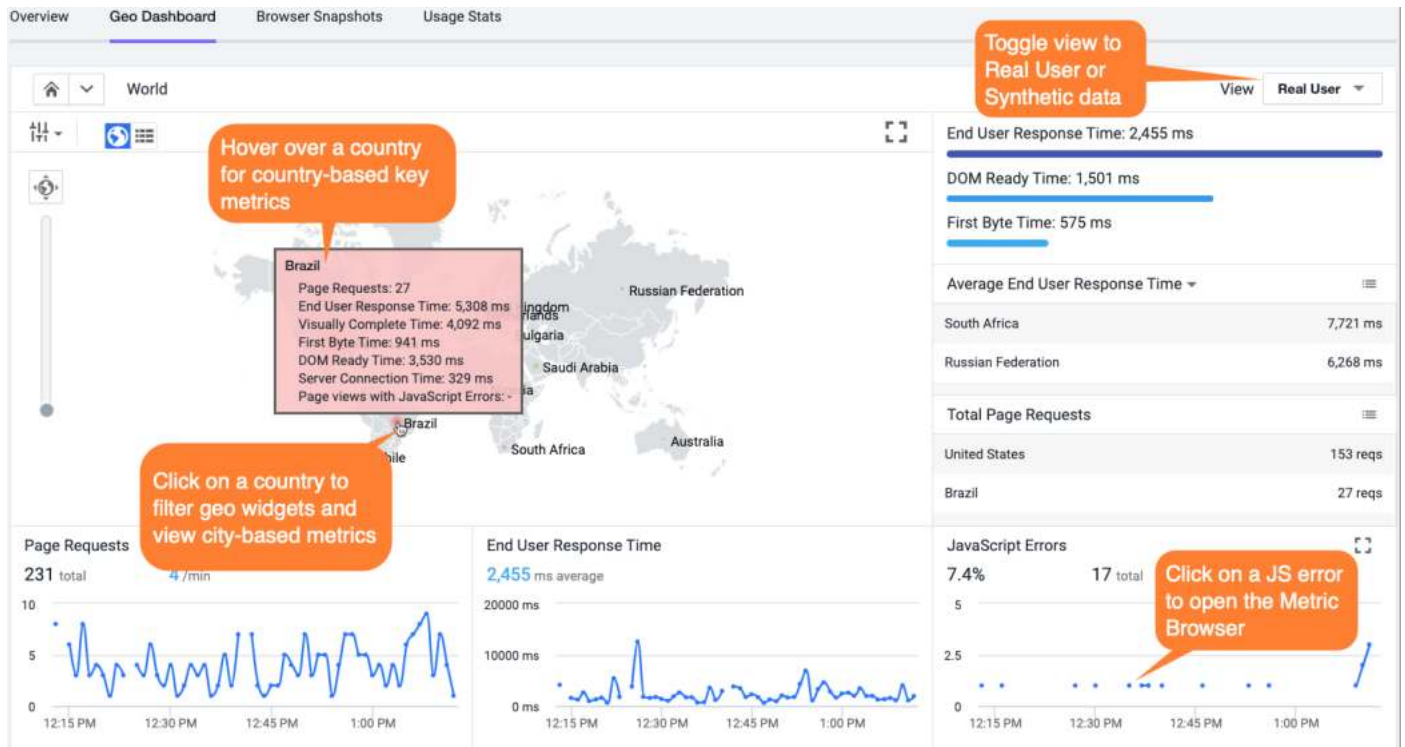 Overview Geo Dashboard Browser Snapshots Usage Stats
Toggle view to
Real User or
Synthetic data
World
View Real User
Hover over a country
for country-based key
metrics
End User Response Time: 2,455 ms
DOM Ready Time: 1,501 ms
First Byte Time: 575 ms
Brazil
Page Requests: 27
End User Response Time: 5,308 ms
Visually Complete Time: 4,092 ms
First Byte Time: 941 ms
DOM Ready Time: 3,530 ms
Server Connection Time: 329 ms
Page views with JavaScript Errors: -
Russian Federation
Saudi Arabia
Brazil
South Africa
Australia
Click on a country to
filter geo widgets and
view city-based metrics
Average End User Response Time
South Africa 7,721 ms
Russian Federation 6,268 ms
Total Page Requests
United States 153 reqs
Brazil 27 reqs
Page Requests
231 total 4 /min
10
5
0
12:15 PM 12:30 PM 12:45 PM 1:00 PM
End User Response Time
2,455 ms average
20000 ms
10000 ms
0 ms
12:15 PM 12:30 PM 12:45 PM 1:00 PM
JavaScript Errors
7.4% 17 total
Click on a JS error
to open the Metric
Browser
5
2.5
0
12:15 PM 12:30 PM 12:45 PM 1:00 PM